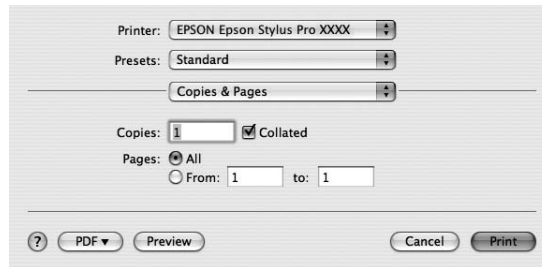 Printer: EPSON Epson Stylus Pro XXXX
Presets: Standard
Copies & Pages
Copies: 1 Collated
Pages: All
From: 1 to: 1
? PDF▼ Preview Cancel Print